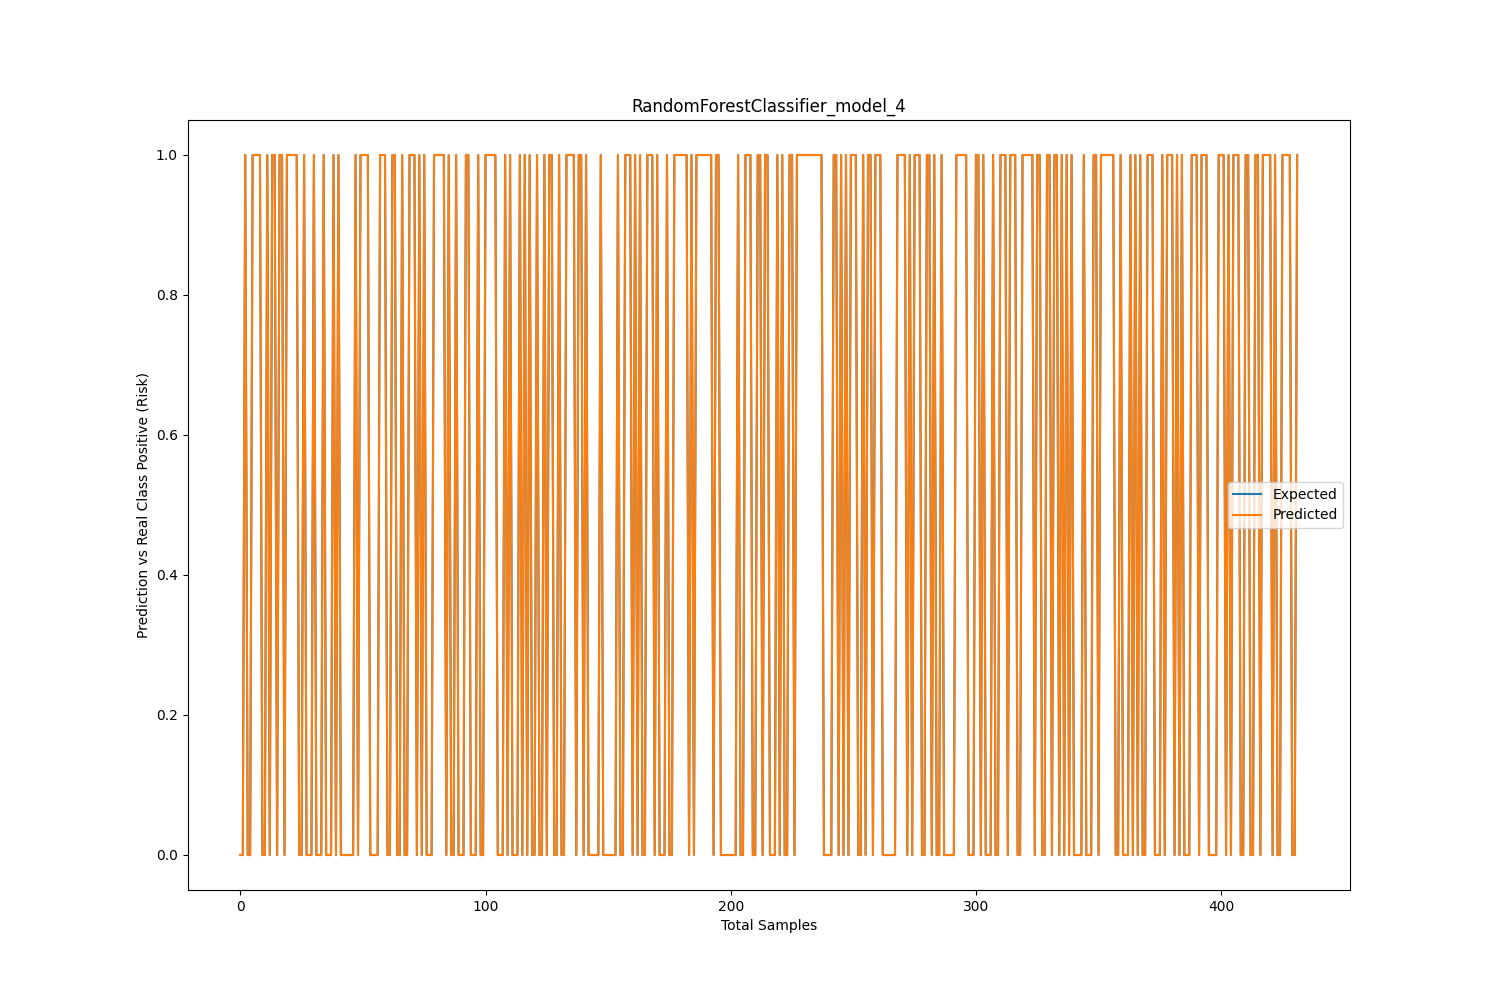 RandomForestClassifier_model_4
1.0
0.8
0.6
0.4
0.2
0.0
Prediction vs Real Class Positive (Risk)
Expected
Predicted
0 100 200 300 400
Total Samples